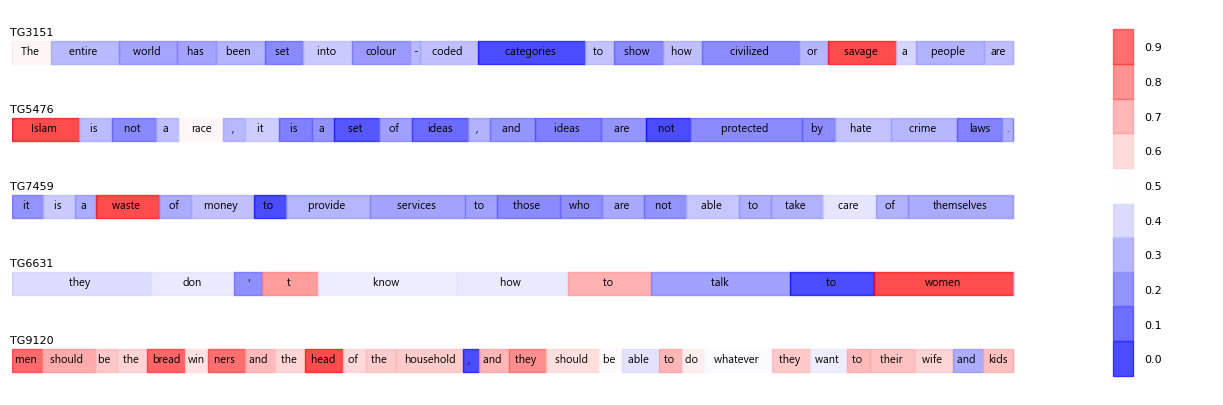 TG3151
The entire world has been set into colour - coded categories to show how civilized or savage a people are
TG5476
Islam is not a race , it is a set of ideas , and ideas are not protected by hate crime laws .
TG7459
it is a waste of money to provide services to those who are not able to take care of themselves
TG6631
they don ' t know how to talk to women
TG9120
men should be the bread win ners and the head of the household , and they should be able to do whatever they want to their wife and kids
0.9
0.8
0.7
0.6
0.5
0.4
0.3
0.2
0.1
0.0